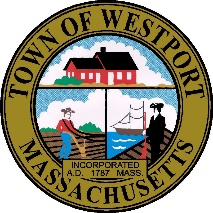 TOWN OF WESTPORT
INCORPORATED
A.D. 1787 MASS.
MASSACHUSETTS